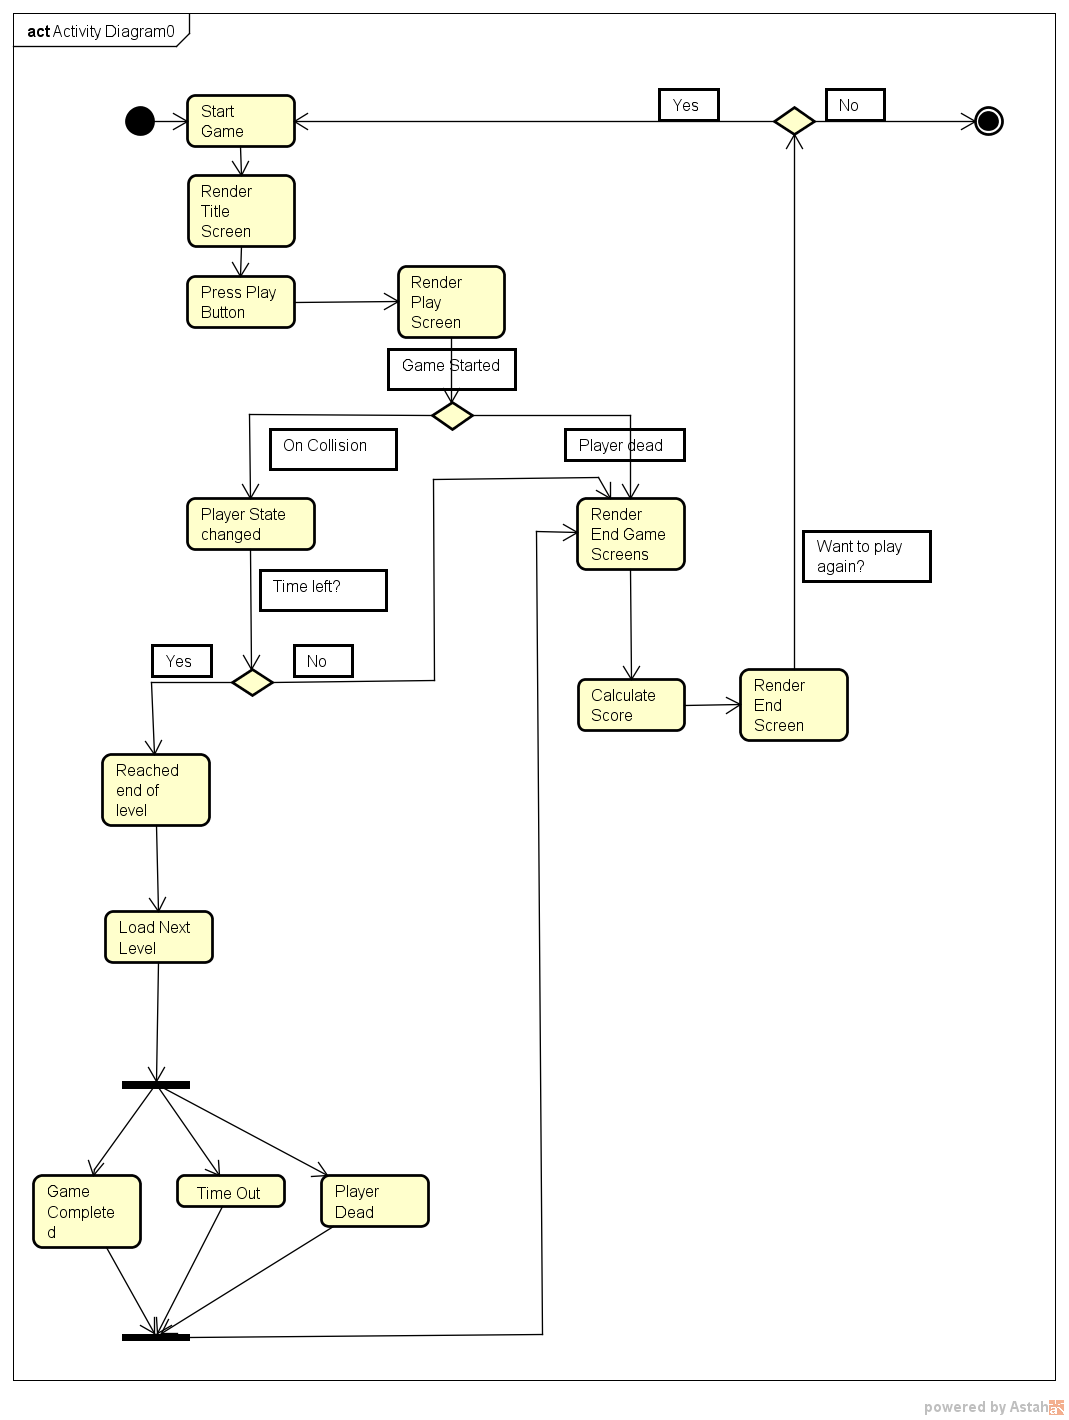 act Activity Diagram0
Yes
No
Start
Game
Render
Title
Screen
Press Play
Button
Render
Play
Screen
Game Started
On Collision
Player dead
Player State
changed
Render
End Game
Screens
Want to play
again?
Time left?
Yes
No
Calculate
Score
Render
End
Screen
Reached
end of
level
Load Next
Level
Game
Complete
d
Time Out
Player
Dead
powered by Astah